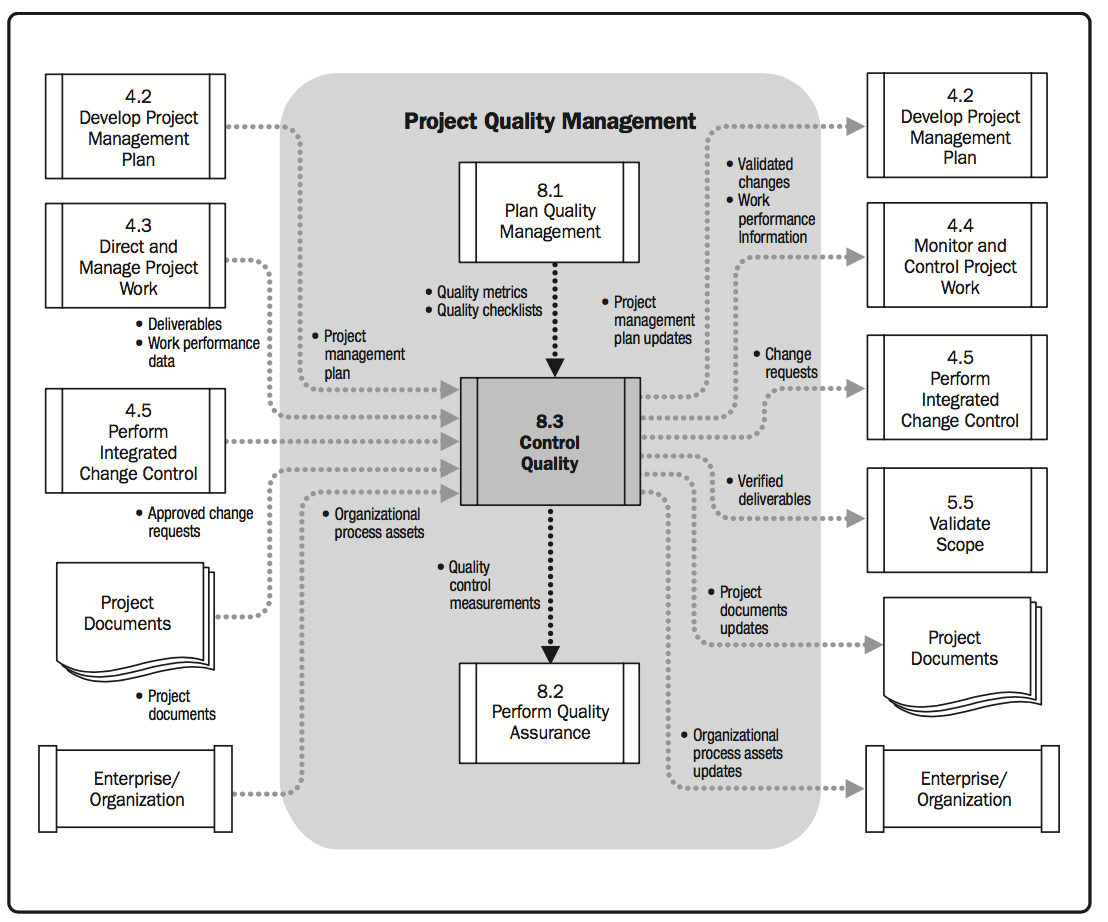 Project Quality Management
4.2
Develop Project
Management
Plan
4.3
Direct and
Manage Project
Work
• Deliverables
• Work performance
data
4.5
Perform
Integrated
Change Control
• Approved change
requests
Project
Documents
• Project
documents
Enterprise/
Organization
• Project
management
plan
• Organizational
process assets
8.1
Plan Quality
Management
• Quality metrics
• Quality checklists
8.3
Control
Quality
• Quality
control
measurements
8.2
Perform Quality
Assurance
• Project
management
plan updates
• Validated
changes
• Work
performance
Information
• Change
requests
• Verified
deliverables
• Project
documents
updates
• Organizational
process assets
updates
4.2
Develop Project
Management
Plan
4.4
Monitor and
Control Project
Work
4.5
Perform
Integrated
Change Control
5.5
Validate
Scope
Project
Documents
Enterprise/
Organization